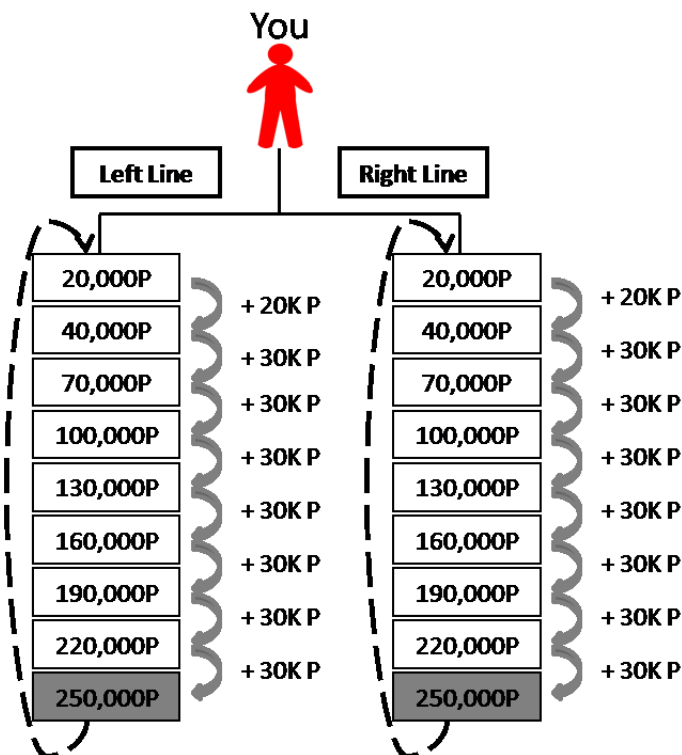 You
Left Line
Right Line
20,000P
40,000P
70,000P
100,000P
130,000P
160,000P
190,000P
220,000P
250,000P
+ 20K P
+ 30K P
+ 30K P
+ 30K P
+ 30K P
+ 30K P
+ 30K P
+ 30K P
20,000P
40,000P
70,000P
100,000P
130,000P
160,000P
190,000P
220,000P
250,000P
+ 20K P
+ 30K P
+ 30K P
+ 30K P
+ 30K P
+ 30K P
+ 30K P
+ 30K P